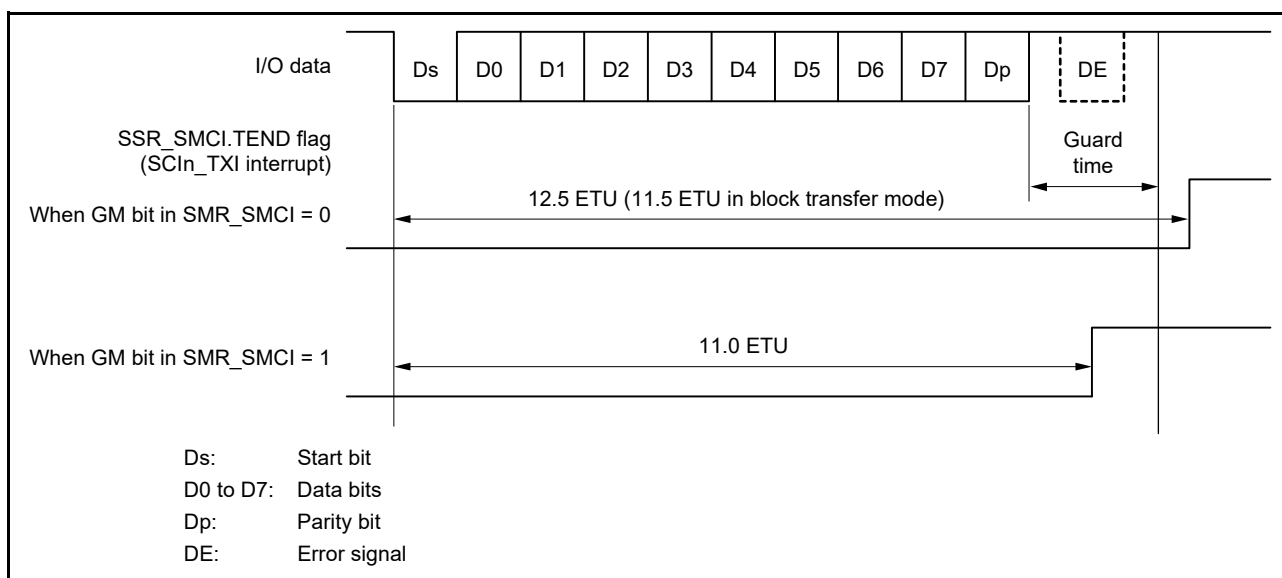 I/O data
Ds D0 D1 D2 D3 D4 D5 D6 D7 Dp DE
SSR_SMCI.TEND flag
(SCIn_TXI interrupt)
Guard
time
When GM bit in SMR_SMCI = 0
12.5 ETU (11.5 ETU in block transfer mode)
When GM bit in SMR_SMCI = 1
11.0 ETU
Ds: Start bit
D0 to D7: Data bits
Dp: Parity bit
DE: Error signal